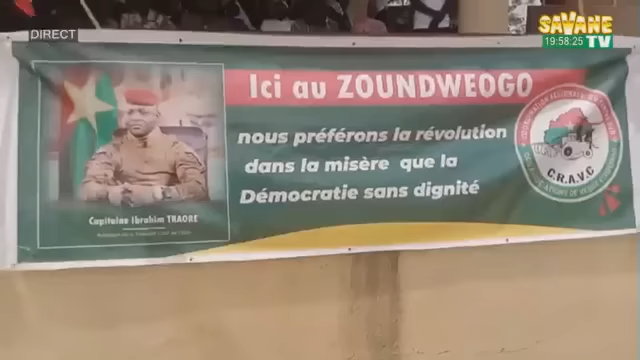 DIRECT
SAVANE
19:58:25 TV
Ici au ZOUNDWEOGO
nous préférons la révolution
dans la misère que la
Démocratie sans dignité
Capitaine Ibrahim TRAORE
C.R.A.V.C